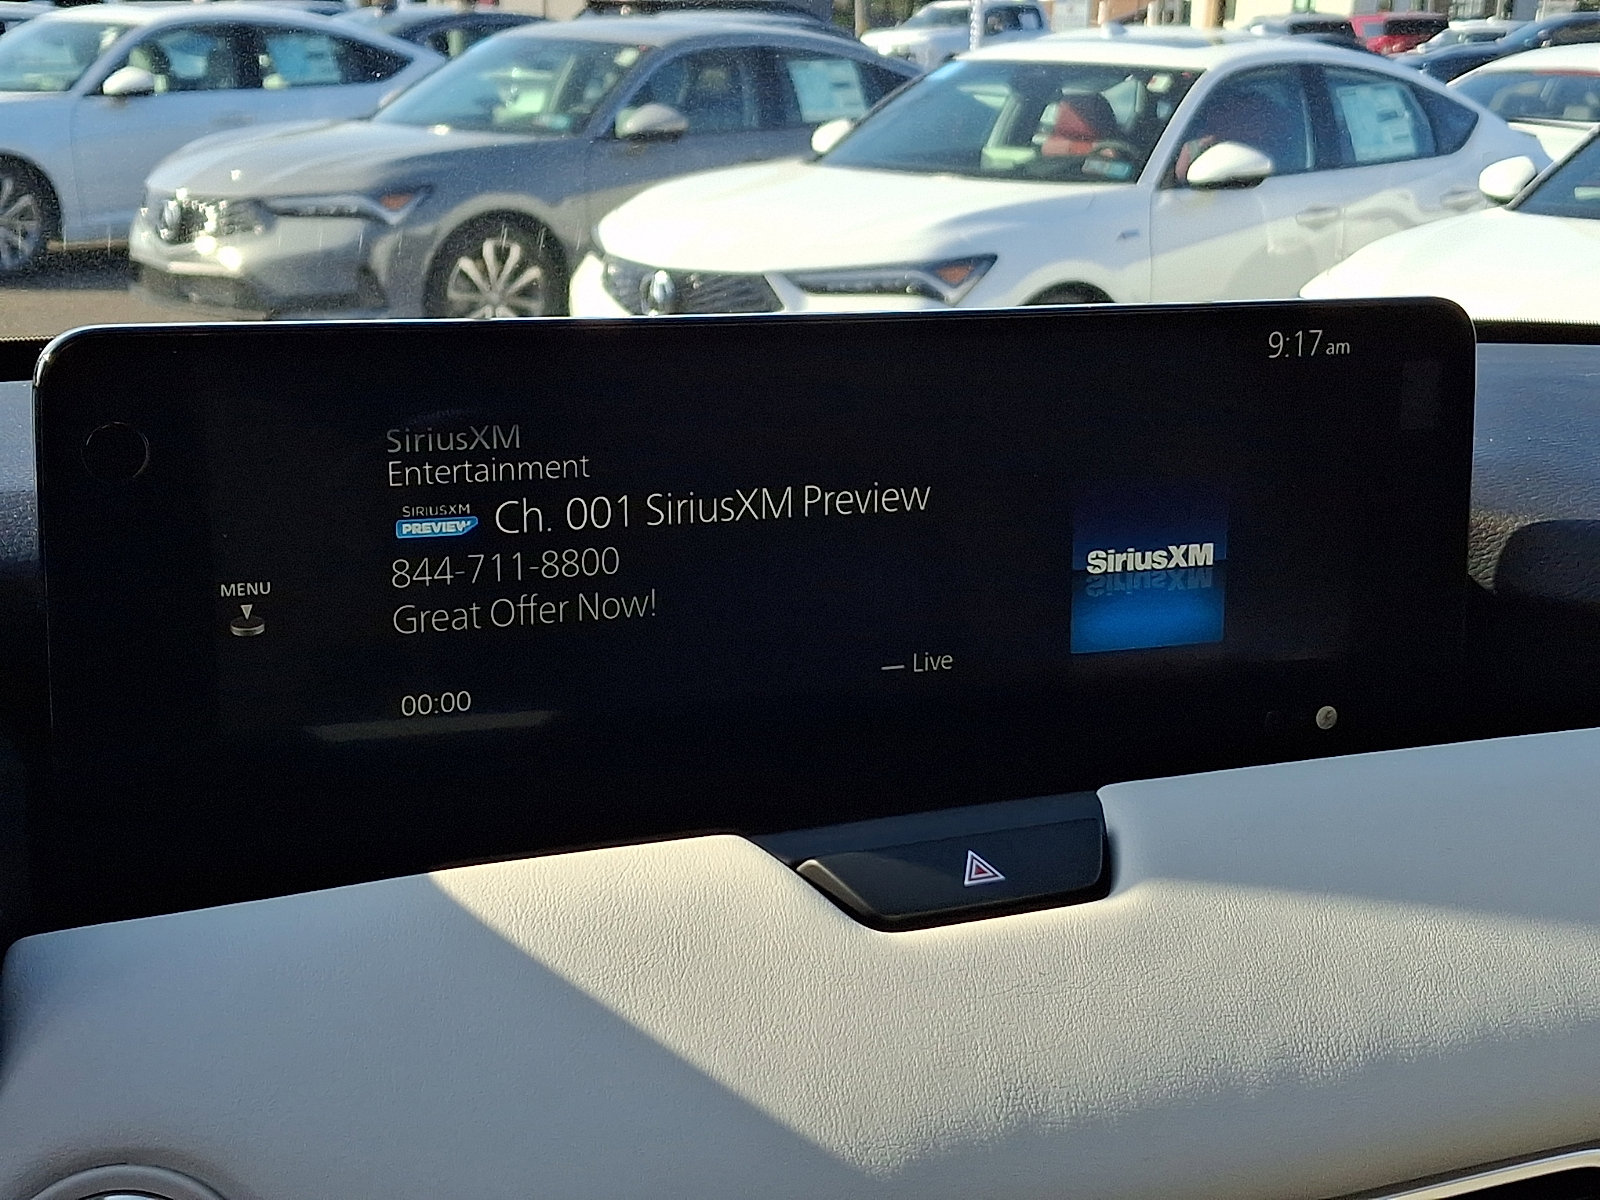 9:17 am
SiriusXM
Entertainment
SIRIUSXM
PREVIEW
Ch. 001 SiriusXM Preview
844-711-8800
Great Offer Now!
MENU
SiriusXM
— Live
00:00